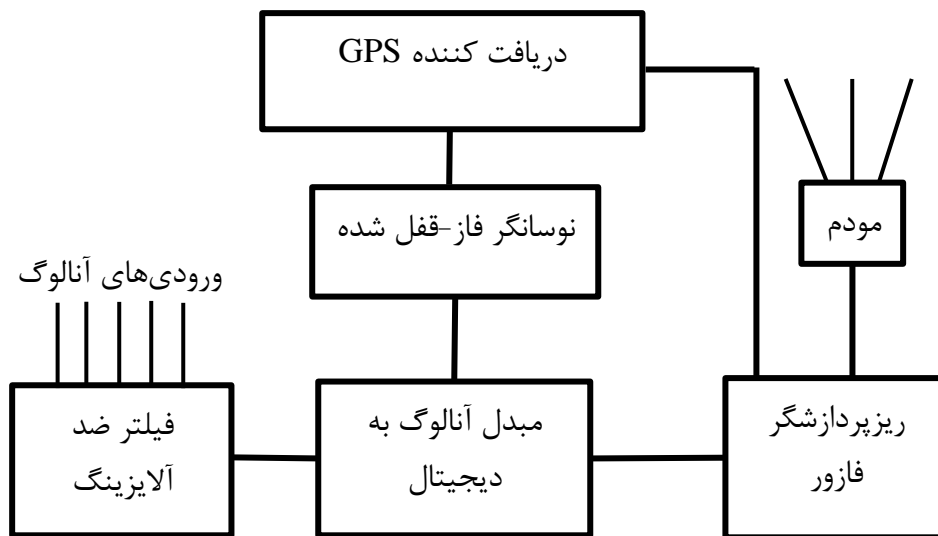 دریافت کننده GPS
نوسانگر فاز-قفل شده
مودم
ورودی‌های آنالوگ
فیلتر ضد
آلایزینگ
مبدل آنالوگ به
دیجیتال
ریزپردازشگر
فازور